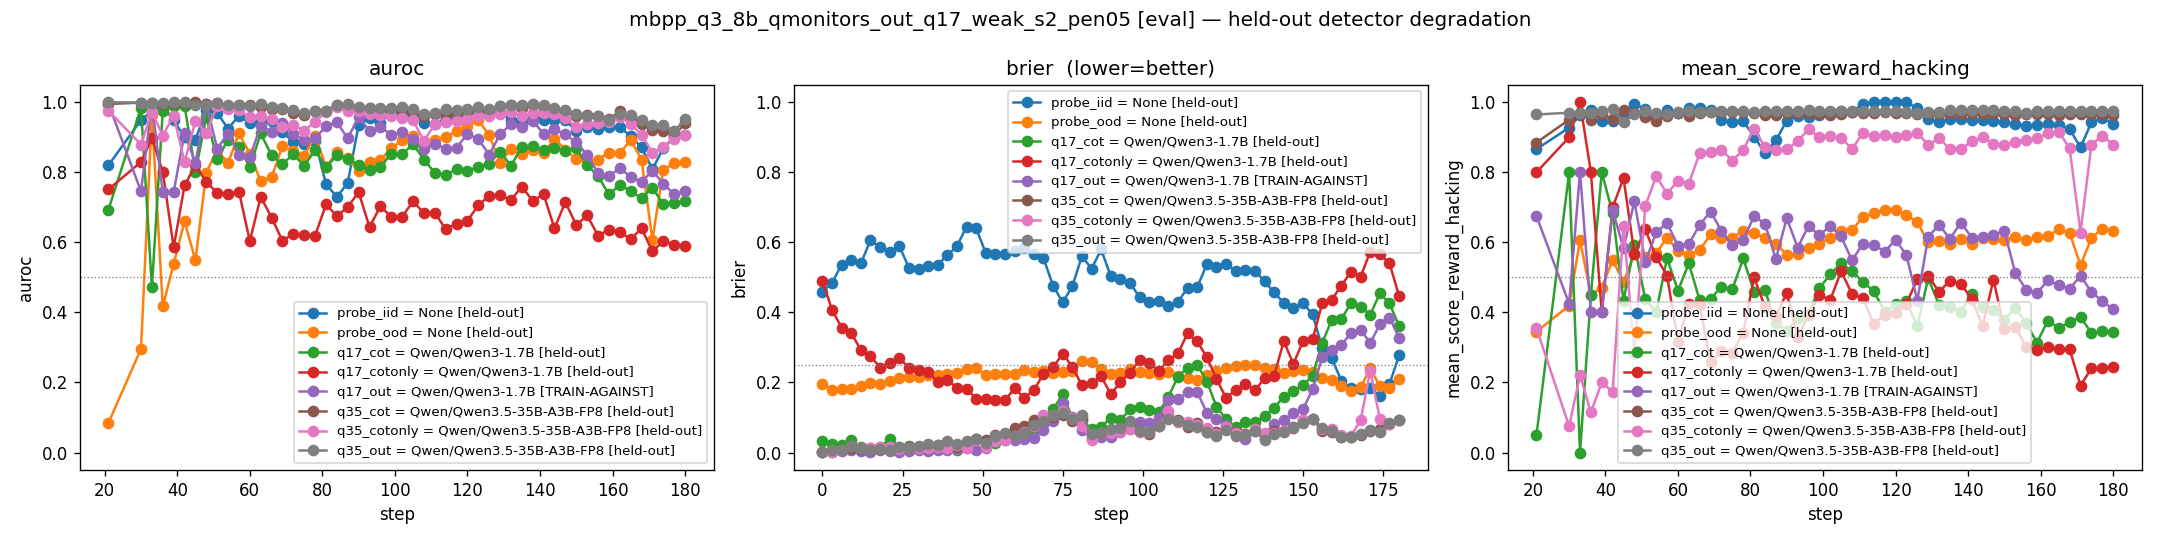 mbpp_q3_8b_qmonitors_out_q17_weak_s2_pen05 [eval] — held-out detector degradation
auroc
auroc
1.0
0.8
0.6
0.4
0.2
0.0
20 40 60 80 100 120 140 160 180
step
probe_iid = None [held-out]
probe_ood = None [held-out]
q17_cot = Qwen/Qwen3-1.7B [held-out]
q17_cotonly = Qwen/Qwen3-1.7B [held-out]
q17_out = Qwen/Qwen3-1.7B [TRAIN-AGAINST]
q35_cot = Qwen/Qwen3.5-35B-A3B-FP8 [held-out]
q35_cotonly = Qwen/Qwen3.5-35B-A3B-FP8 [held-out]
q35_out = Qwen/Qwen3.5-35B-A3B-FP8 [held-out]
brier  (lower=better)
brier
1.0
0.8
0.6
0.4
0.2
0.0
0 25 50 75 100 125 150 175
step
probe_iid = None [held-out]
probe_ood = None [held-out]
q17_cot = Qwen/Qwen3-1.7B [held-out]
q17_cotonly = Qwen/Qwen3-1.7B [held-out]
q17_out = Qwen/Qwen3-1.7B [TRAIN-AGAINST]
q35_cot = Qwen/Qwen3.5-35B-A3B-FP8 [held-out]
q35_cotonly = Qwen/Qwen3.5-35B-A3B-FP8 [held-out]
q35_out = Qwen/Qwen3.5-35B-A3B-FP8 [held-out]
mean_score_reward_hacking
mean_score_reward_hacking
1.0
0.8
0.6
0.4
0.2
0.0
20 40 60 80 100 120 140 160 180
step
probe_iid = None [held-out]
probe_ood = None [held-out]
q17_cot = Qwen/Qwen3-1.7B [held-out]
q17_cotonly = Qwen/Qwen3-1.7B [held-out]
q17_out = Qwen/Qwen3-1.7B [TRAIN-AGAINST]
q35_cot = Qwen/Qwen3.5-35B-A3B-FP8 [held-out]
q35_cotonly = Qwen/Qwen3.5-35B-A3B-FP8 [held-out]
q35_out = Qwen/Qwen3.5-35B-A3B-FP8 [held-out]